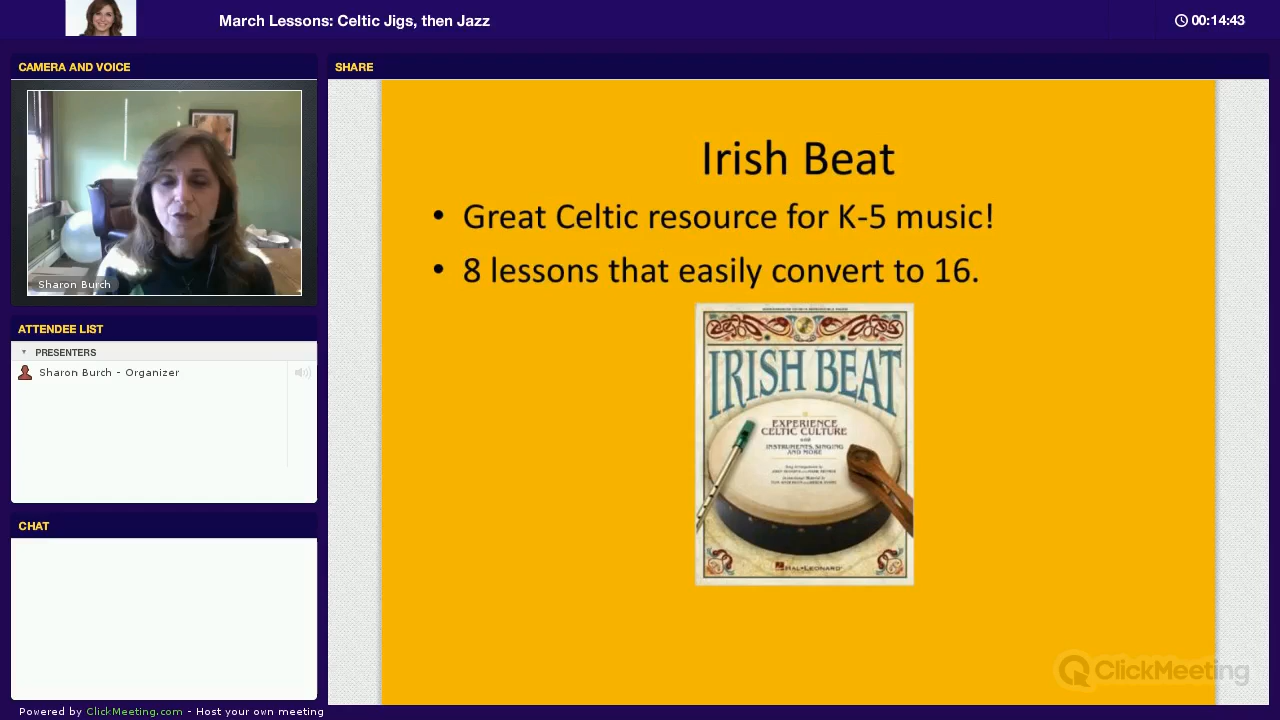 March Lessons: Celtic Jigs, then Jazz
00:14:43
CAMERA AND VOICE
Sharon Burch
ATTENDEE LIST
PRESENTERS
Sharon Burch - Organizer
CHAT
Powered by ClickMeeting.com - Host your own meeting
SHARE
Irish Beat
• Great Celtic resource for K-5 music!
• 8 lessons that easily convert to 16.
IRISH BEAT
EXPERIENCE
CELTIC CULTURE
with
INSTRUMENTS, SINGING
AND MORE
HAL•LEONARD
ClickMeeting